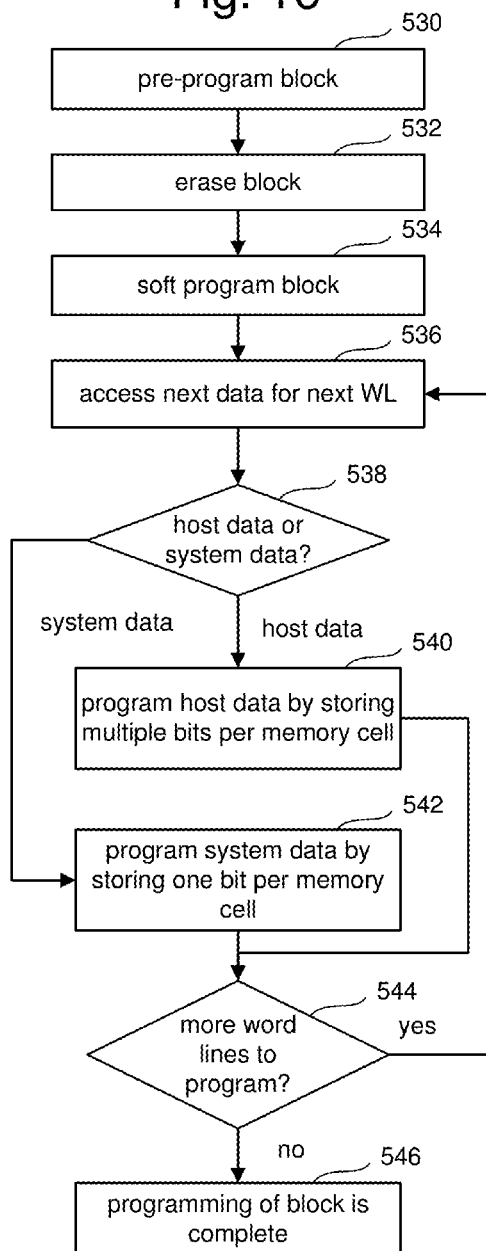 530
pre-program block
532
erase block
534
soft program block
536
access next data for next WL
538
host data or
system data?
system data
host data
540
program host data by storing
multiple bits per memory cell
542
program system data by
storing one bit per memory
cell
544
more word
lines to
program?
yes
no
546
programming of block is
complete